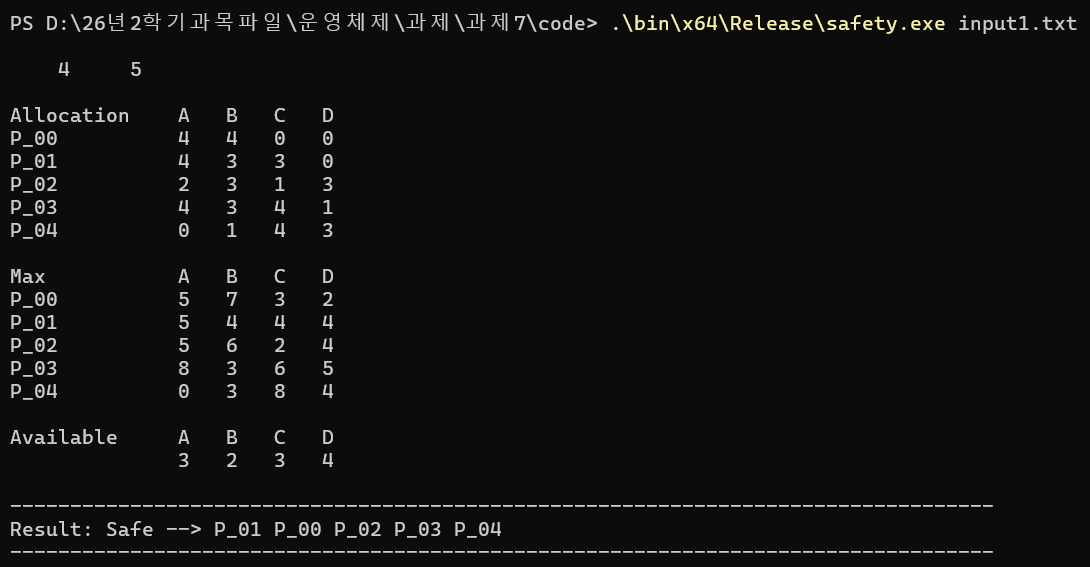 PS D:\26년2학기과목파일\운영체제\과제\과제7\code> .\bin\x64\Release\safety.exe input1.txt
4 5
Allocation A B C D
P_00 4 4 0 0
P_01 4 3 3 0
P_02 2 3 1 3
P_03 4 3 4 1
P_04 0 1 4 3
Max A B C D
P_00 5 7 3 2
P_01 5 4 4 4
P_02 5 6 2 4
P_03 8 3 6 5
P_04 0 3 8 4
Available A B C D
3 2 3 4
----------------------------------------------------------------------------------
Result: Safe --> P_01 P_00 P_02 P_03 P_04
----------------------------------------------------------------------------------